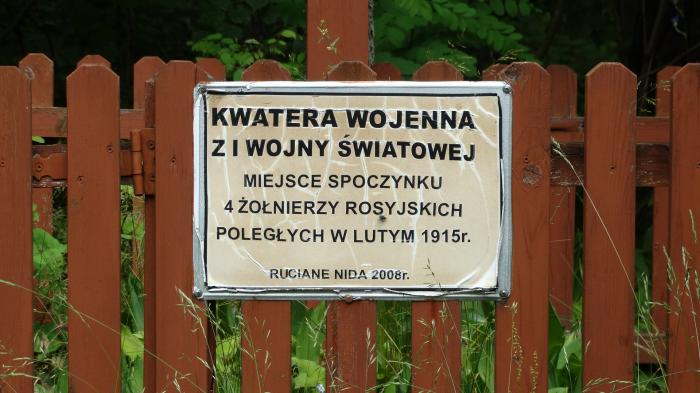 KWATERA WOJENNA
Z I WOJNY ŚWIATOWEJ
MIEJSCE SPOCZYNKU
4 ŻOŁNIERZY ROSYJSKICH
POLEGŁYCH W LUTYM 1915r.
RUCIANE NIDA 2008r.